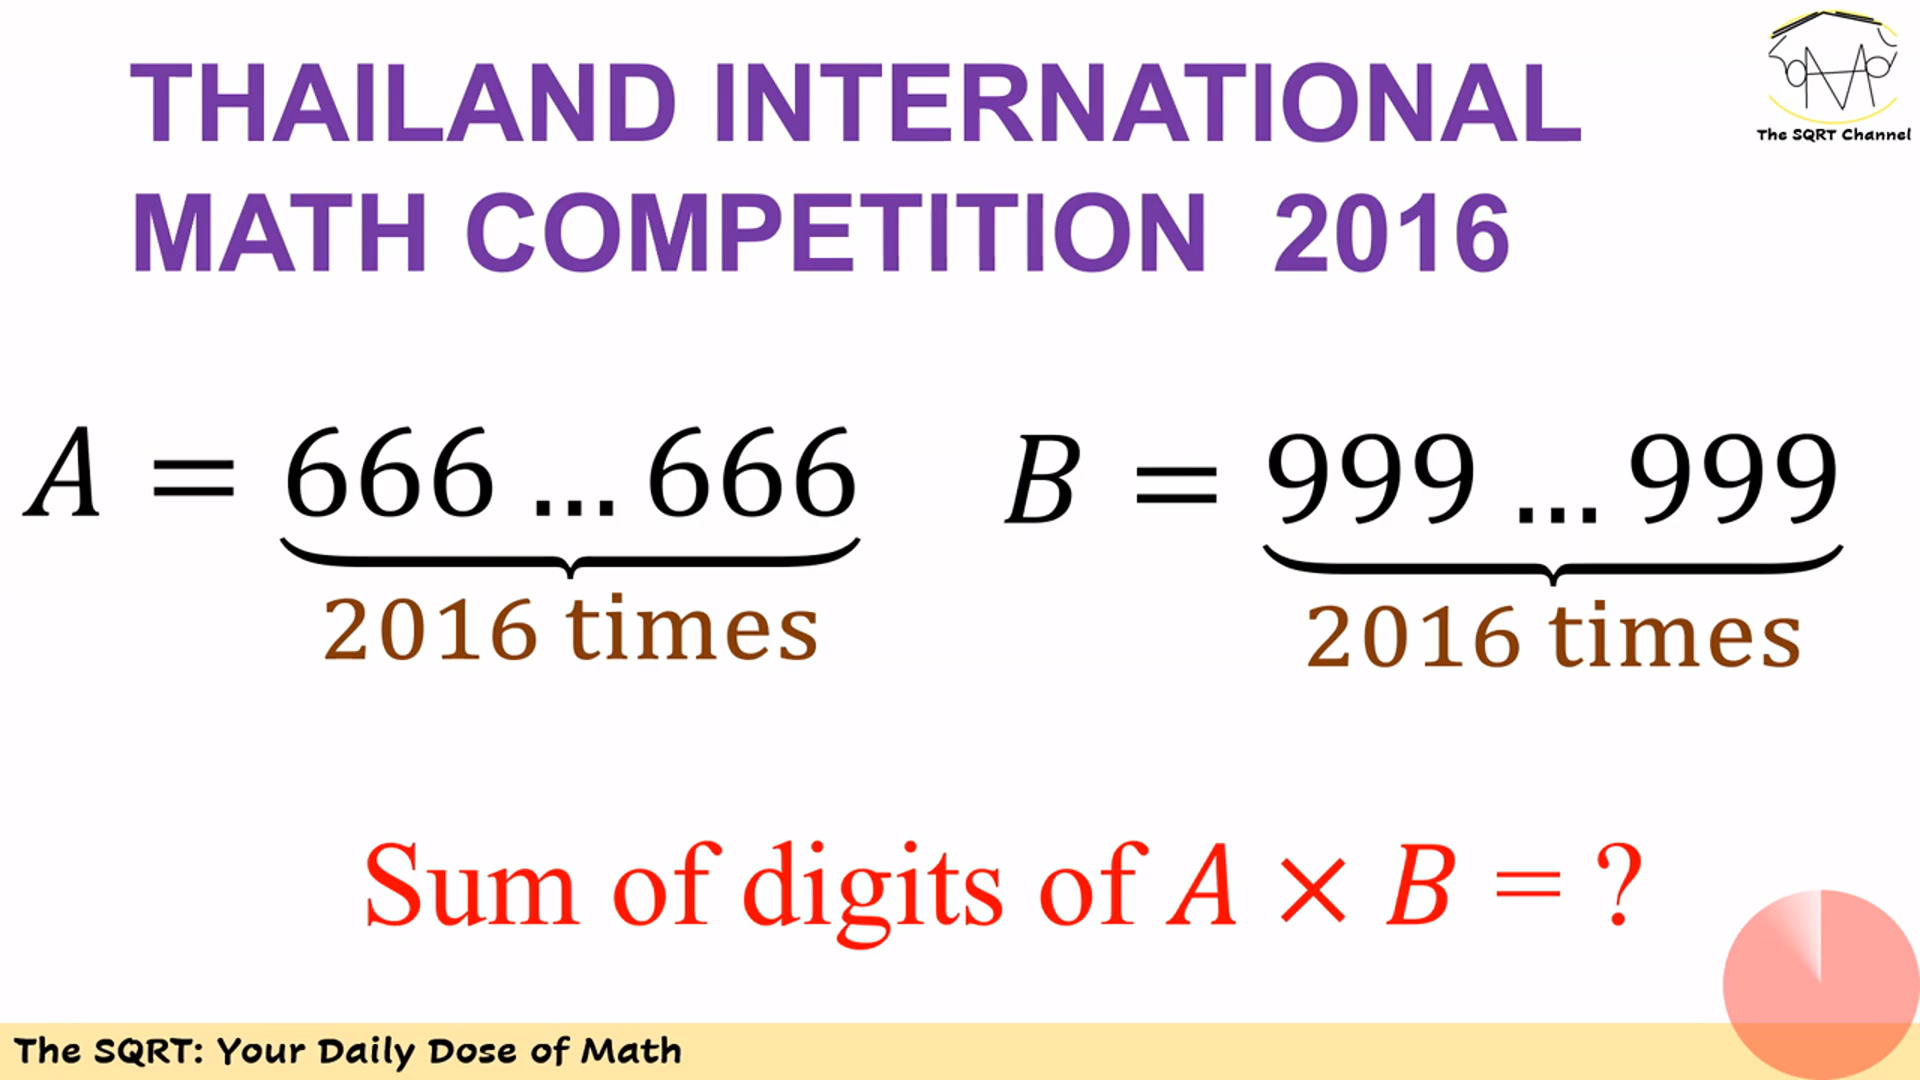 THAILAND INTERNATIONAL
MATH COMPETITION 2016
The SQRT Channel
A = 666 ... 666 B = 999 ... 999
2016 times 2016 times
Sum of digits of A × B = ?
The SQRT: Your Daily Dose of Math